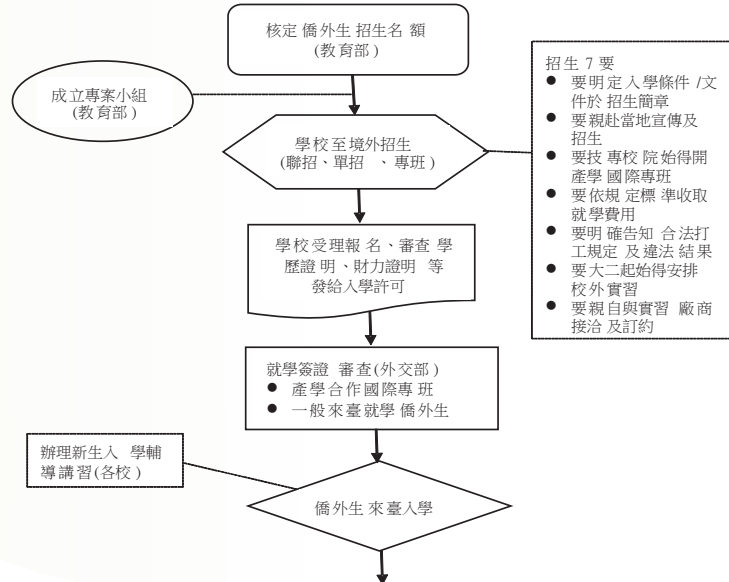 核定僑外生招生名額
(教育部)
成立專案小組
(教育部)
學校至境外招生
(聯招、單招、專班)
招生 7 要
● 要明定入學條件/文
件於招生簡章
● 要親赴當地宣傳及
招生
● 要技專校院始得開
產學國際專班
● 要依規定標準收取
就學費用
● 要明確告知合法打
工規定及違法結果
● 要大二起始得安排
校外實習
● 要親自與實習廠商
接洽及訂約
學校受理報名、審查學
歷證明、財力證明等
發給入學許可
就學簽證審查(外交部)
● 產學合作國際專班
● 一般來臺就學僑外生
辦理新生入學輔
導講習(各校)
僑外生來臺入學